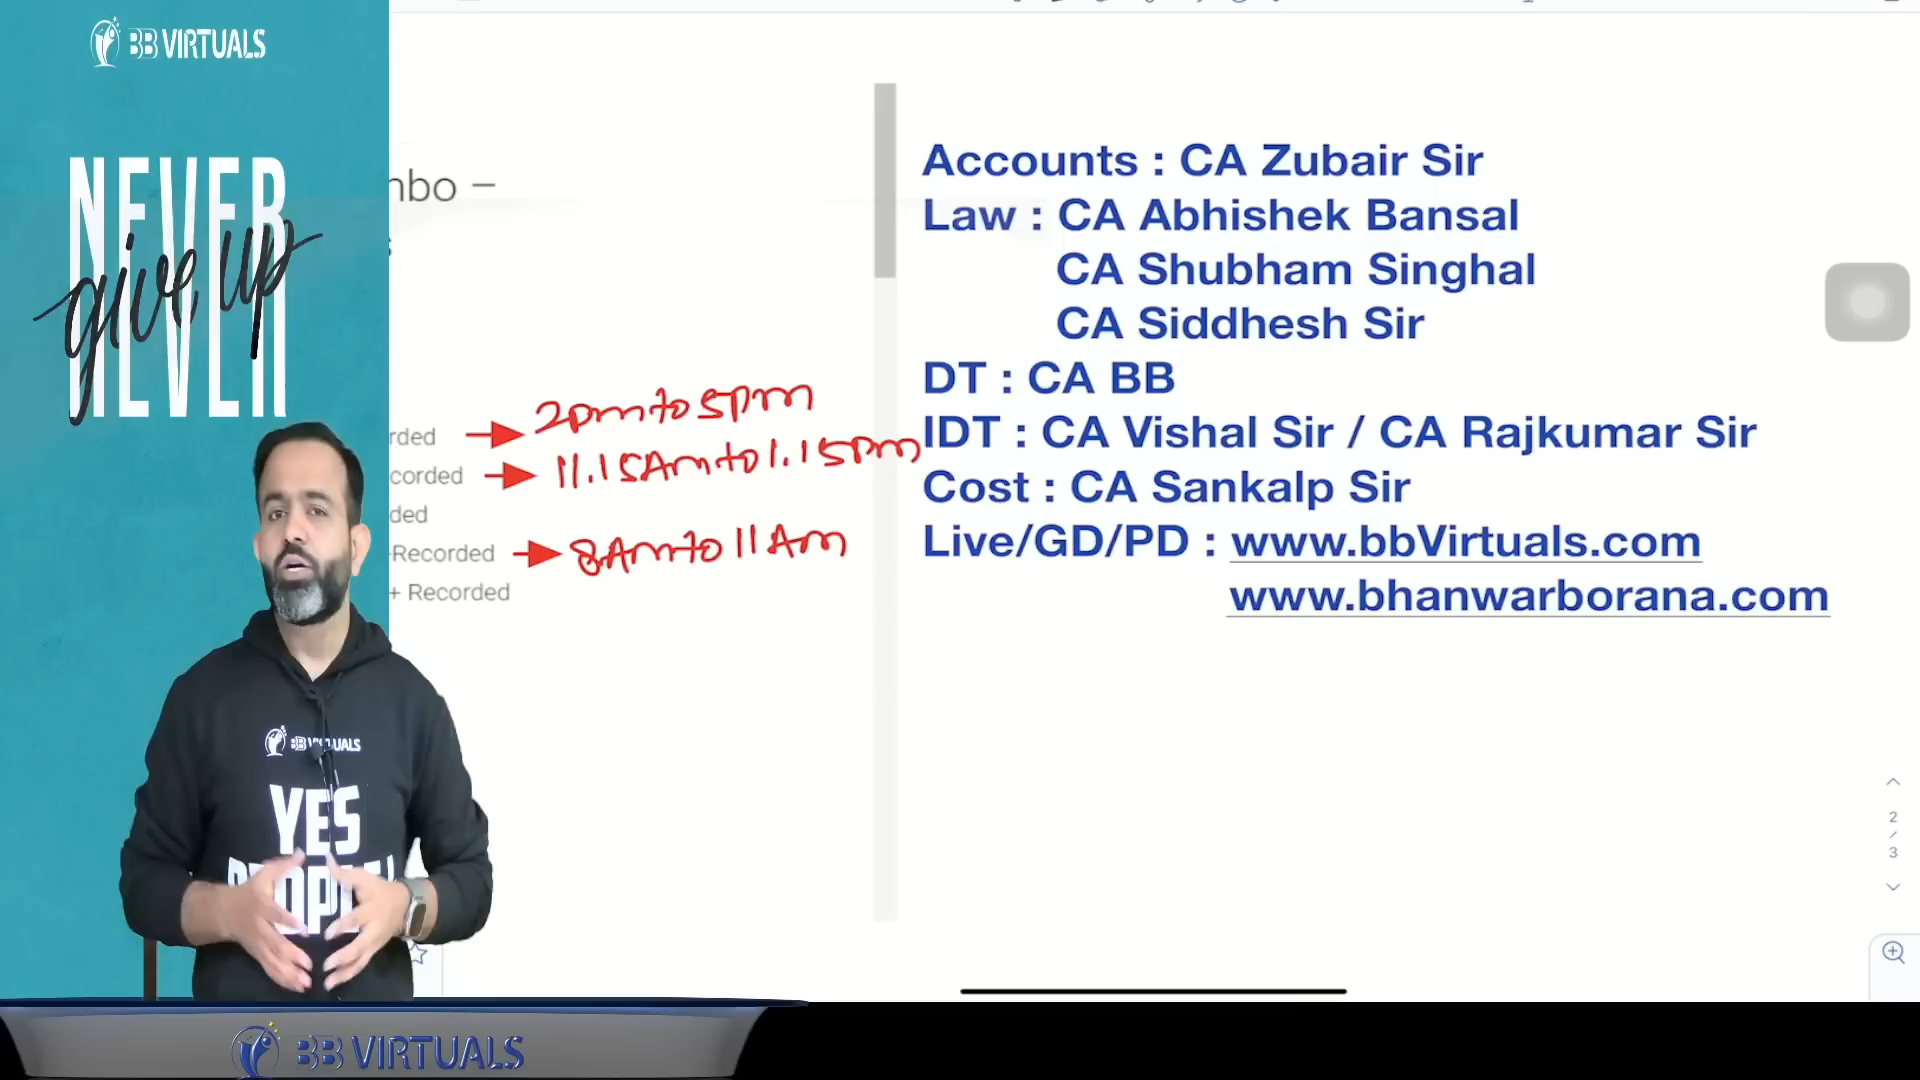 BB VIRTUALS
NEVER
give up
NEVER
nbo –
rded → 2pm to 5pm
corded → 11.15Am to 1.15pm
ded
-Recorded → 8Am to 11Am
+ Recorded
Accounts : CA Zubair Sir
Law : CA Abhishek Bansal
CA Shubham Singhal
CA Siddhesh Sir
DT : CA BB
IDT : CA Vishal Sir / CA Rajkumar Sir
Cost : CA Sankalp Sir
Live/GD/PD : www.bbVirtuals.com
www.bhanwarborana.com
2
/
3
BB VIRTUALS
YES
BB VIRTUALS